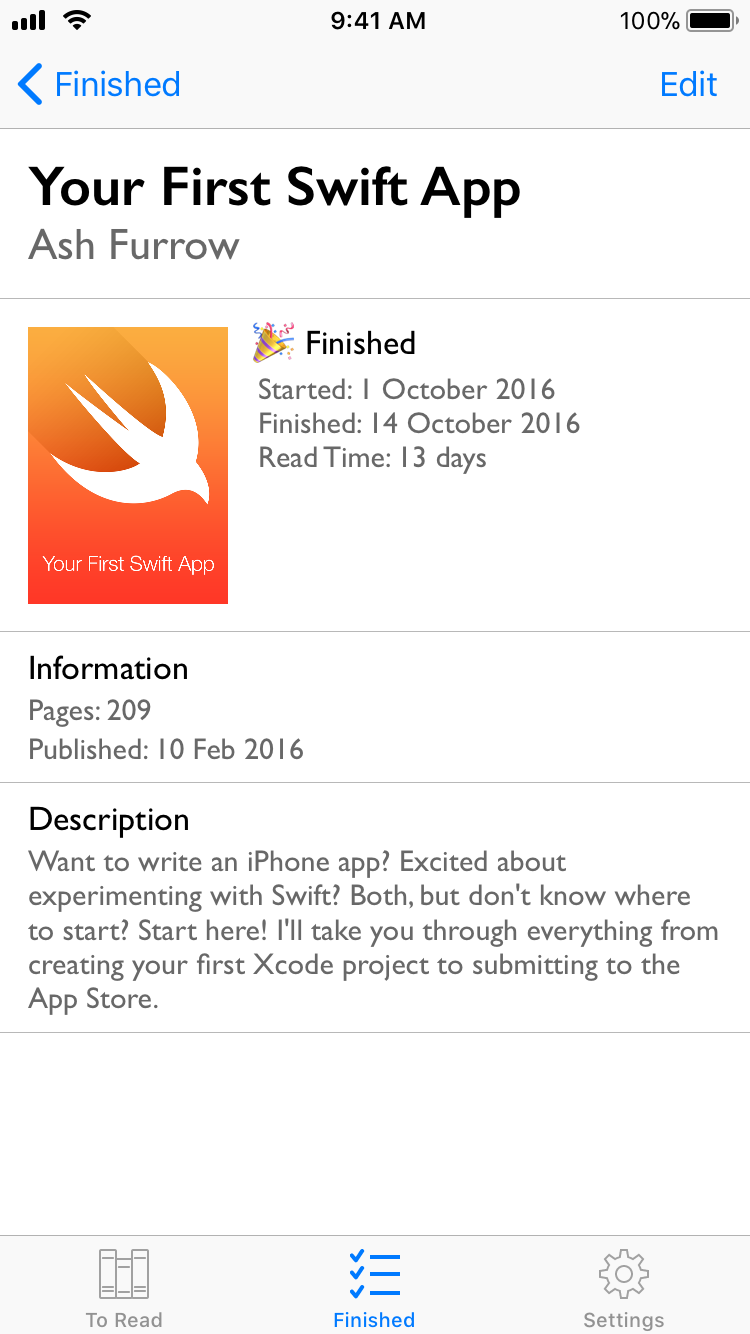 9:41 AM
100%
Finished
Edit
Your First Swift App
Ash Furrow
Finished
Started: 1 October 2016
Finished: 14 October 2016
Read Time: 13 days
Your First Swift App
Information
Pages: 209
Published: 10 Feb 2016
Description
Want to write an iPhone app? Excited about
experimenting with Swift? Both, but don't know where
to start? Start here! I'll take you through everything from
creating your first Xcode project to submitting to the
App Store.
To Read
Finished
Settings